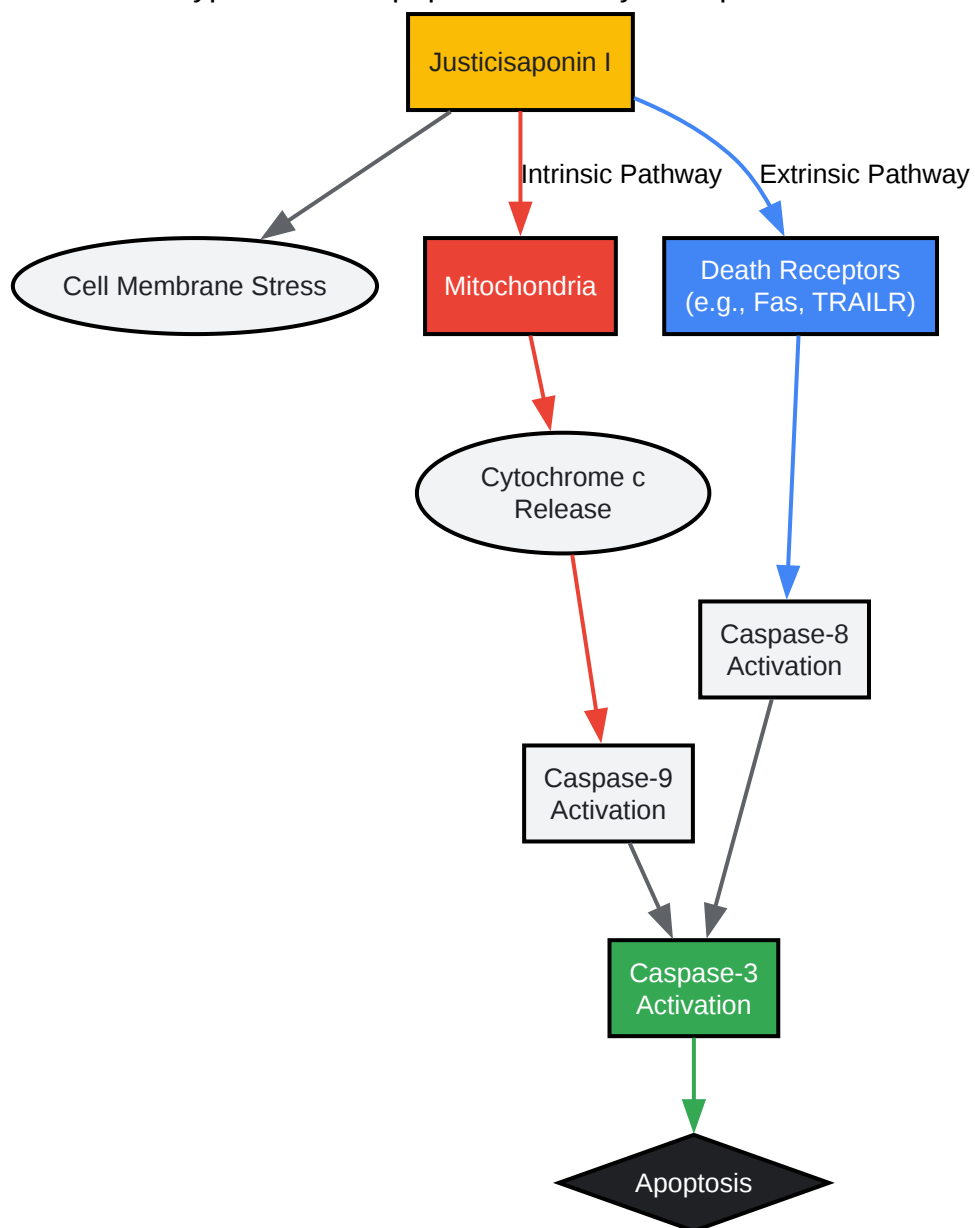 Justicisaponin I
Intrinsic Pathway
Extrinsic Pathway
Cell Membrane Stress
Mitochondria
Death Receptors
(e.g., Fas, TRAILR)
Cytochrome c
Release
Caspase-8
Activation
Caspase-9
Activation
Caspase-3
Activation
Apoptosis